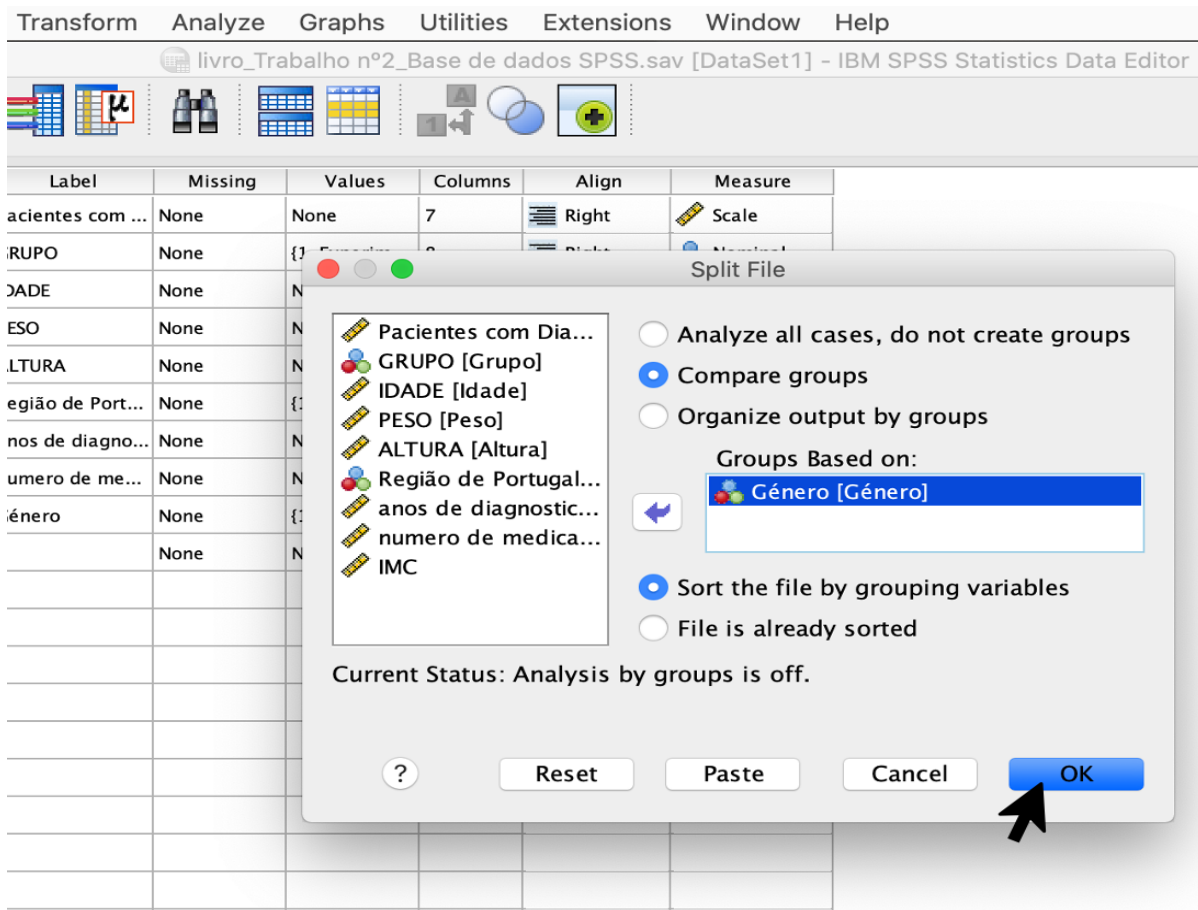 Transform Analyze Graphs Utilities Extensions Window Help
livro_Trabalho nº2_Base de dados SPSS.sav [DataSet1] - IBM SPSS Statistics Data Editor
µ A
1
Label Missing Values Columns Align Measure
acientes com ... None None 7 Right Scale
RUPO None
DADE None N
ESO None N
LTURA None N
egião de Port... None
nos de diagno... None N
umero de me... None N
énero None
None N
Split File
Pacientes com Dia...
GRUPO [Grupo]
IDADE [Idade]
PESO [Peso]
ALTURA [Altura]
Região de Portugal...
anos de diagnostic...
numero de medica...
IMC
Analyze all cases, do not create groups
Compare groups
Organize output by groups
Groups Based on:
Género [Género]
Sort the file by grouping variables
File is already sorted
Current Status: Analysis by groups is off.
? Reset Paste Cancel OK